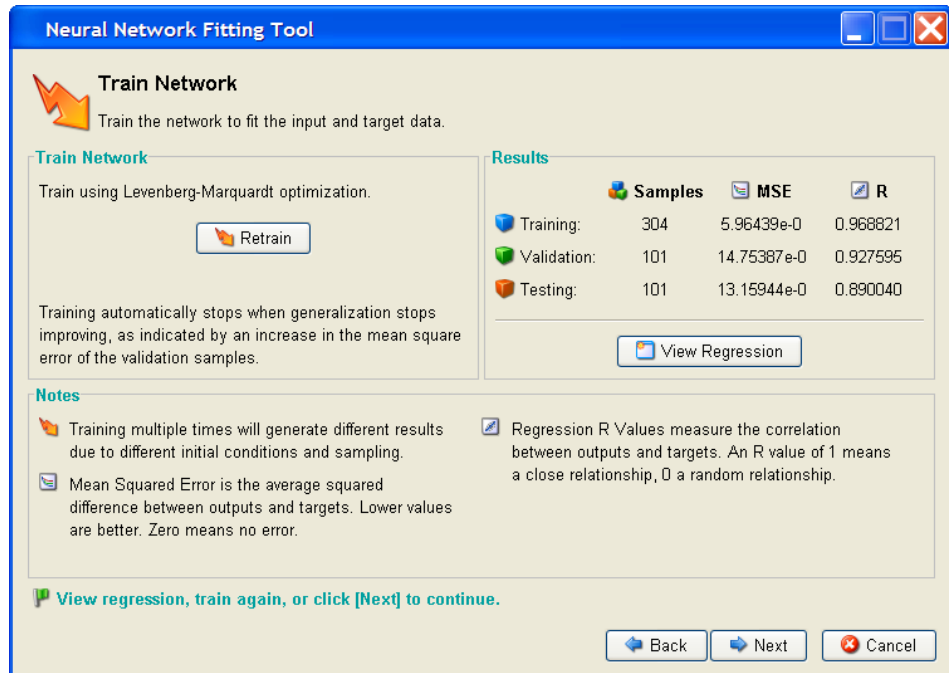 Neural Network Fitting Tool
Train Network
Train the network to fit the input and target data.
Train Network
Train using Levenberg-Marquardt optimization.
Retrain
Training automatically stops when generalization stops
improving, as indicated by an increase in the mean square
error of the validation samples.
Results
Samples MSE R
Training: 304 5.96439e-0 0.968821
Validation: 101 14.75387e-0 0.927595
Testing: 101 13.15944e-0 0.890040
View Regression
Notes
Training multiple times will generate different results
due to different initial conditions and sampling.
Mean Squared Error is the average squared
difference between outputs and targets. Lower values
are better. Zero means no error.
Regression R Values measure the correlation
between outputs and targets. An R value of 1 means
a close relationship, 0 a random relationship.
View regression, train again, or click [Next] to continue.
Back Next Cancel